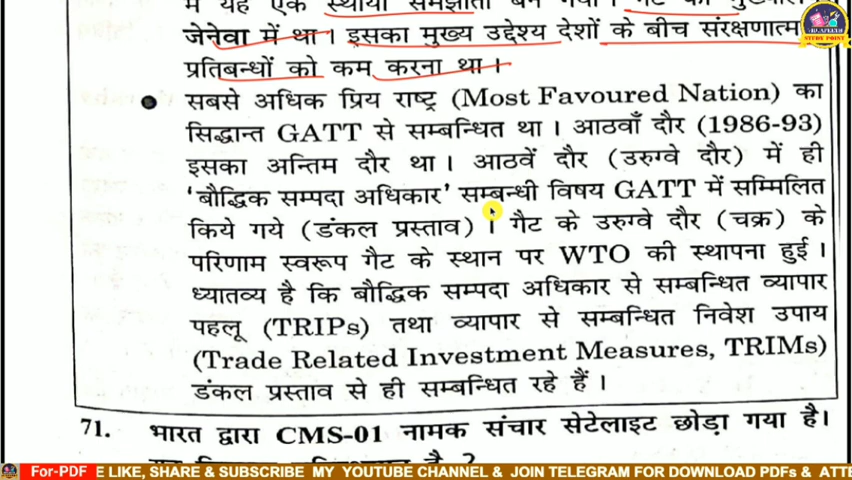 में यह एक स्थायी समझौता बन गया। गैट का मुख्याल
जेनेवा में था। इसका मुख्य उद्देश्य देशों के बीच संरक्षणात्म
प्रतिबन्धों को कम करना था।
● सबसे अधिक प्रिय राष्ट्र (Most Favoured Nation) का
सिद्धान्त GATT से सम्बन्धित था। आठवाँ दौर (1986-93)
इसका अन्तिम दौर था। आठवें दौर (उरुग्वे दौर) में ही
'बौद्धिक सम्पदा अधिकार' सम्बन्धी विषय GATT में सम्मिलित
किये गये (डंकल प्रस्ताव)। गैट के उरुग्वे दौर (चक्र) के
परिणाम स्वरूप गैट के स्थान पर WTO की स्थापना हुई।
ध्यातव्य है कि बौद्धिक सम्पदा अधिकार से सम्बन्धित व्यापार
पहलू (TRIPs) तथा व्यापार से सम्बन्धित निवेश उपाय
(Trade Related Investment Measures, TRIMs)
डंकल प्रस्ताव से ही सम्बन्धित रहे हैं।
71. भारत द्वारा CMS-01 नामक संचार सेटेलाइट छोड़ा गया है।
For-PDF E LIKE, SHARE & SUBSCRIBE MY YOUTUBE CHANNEL & JOIN TELEGRAM FOR DOWNLOAD PDFs & ATTE
STUDY POINT